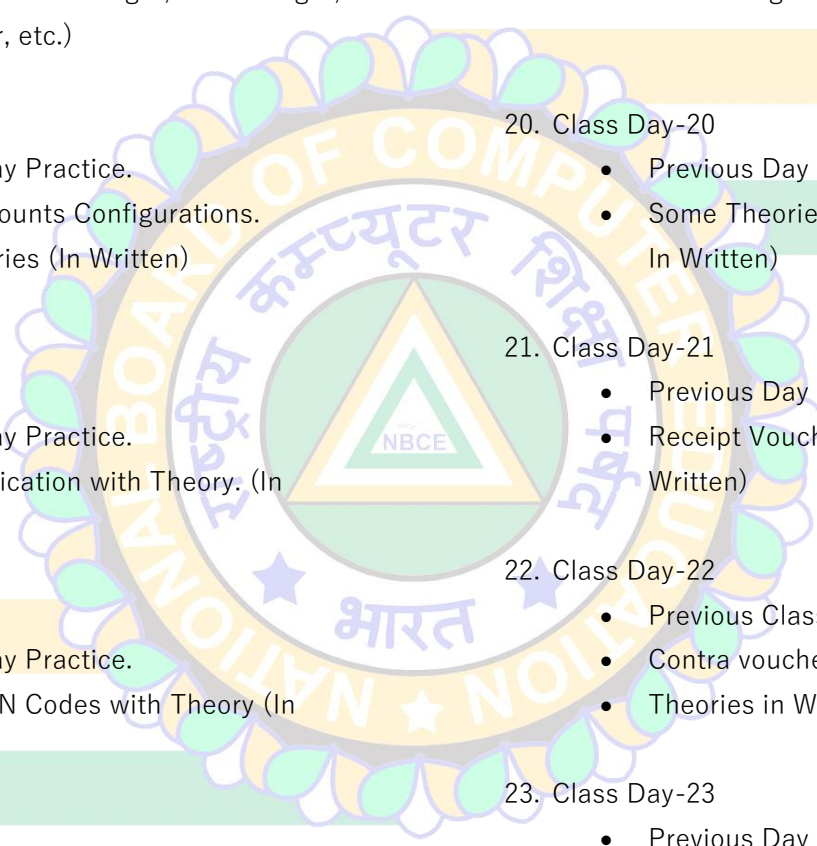 r, etc.)
ny Practice.
ounts Configurations.
ries (In Written)
ny Practice.
ication with Theory. (In
ny Practice.
N Codes with Theory (In
20. Class Day-20
• Previous Day
• Some Theorie
In Written)
21. Class Day-21
• Previous Day
• Receipt Vouch
Written)
22. Class Day-22
• Previous Clas
• Contra vouche
• Theories in W
23. Class Day-23
• Previous Day
NATIONAL BOARD OF COMPUTER EDUCATION
राष्ट्रीय कम्प्यूटर शिक्षा पर्षद
NBCE
भारत